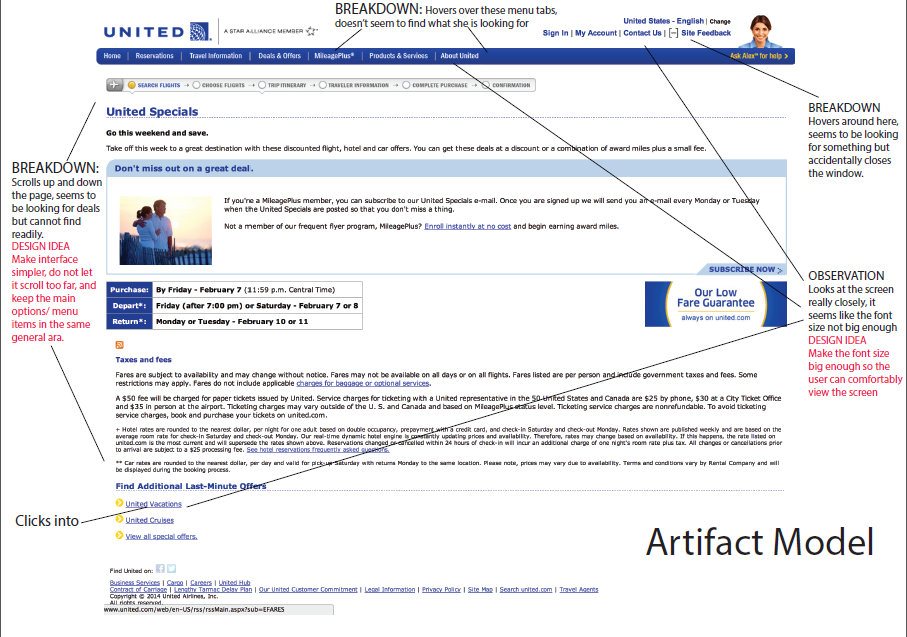 BREAKDOWN: Hovers over these menu tabs,
doesn't seem to find what she is looking for
UNITED
A STAR ALLIANCE MEMBER
United States - English | Change
Sign In | My Account | Contact Us | Site Feedback
Home | Reservations | Travel Information | Deals & Offers | MileagePlus® | Products & Services | About United
Ask Alex℠ for help >
SEARCH FLIGHTS → CHOOSE FLIGHTS → TRIP ITINERARY → TRAVELER INFORMATION → COMPLETE PURCHASE → CONFIRMATION
United Specials
Go this weekend and save.
Take off this week to a great destination with these discounted flight, hotel and car offers. You can get these deals at a discount or a combination of award miles plus a small fee.
Don't miss out on a great deal.
If you're a MileagePlus member, you can subscribe to our United Specials e-mail. Once you are signed up we will send you an e-mail every Monday or Tuesday
when the United Specials are posted so that you don't miss a thing.
Not a member of our frequent flyer program, MileagePlus? Enroll instantly at no cost and begin earning award miles.
SUBSCRIBE NOW >
BREAKDOWN
Hovers around here,
seems to be looking
for something but
accidentally closes
the window.
BREAKDOWN:
Scrolls up and down
the page, seems to
be looking for deals
but cannot find
readily.
DESIGN IDEA
Make interface
simpler, do not let
it scroll too far, and
keep the main
options/ menu
items in the same
general ara.
Purchase: By Friday - February 7 (11:59 p.m. Central Time)
Depart*: Friday (after 7:00 pm) or Saturday - February 7 or 8
Return*: Monday or Tuesday - February 10 or 11
Our Low
Fare Guarantee
always on united.com
OBSERVATION
Looks at the screen
really closely, it
seems like the font
size not big enough
DESIGN IDEA
Make the font size
big enough so the
user can comfortably
view the screen
Taxes and fees
Fares are subject to availability and may change without notice. Fares may not be available on all days or on all flights. Fares listed are per person and include government taxes and fees. Some
restrictions may apply. Fares do not include applicable charges for baggage or optional services.
A $50 fee will be charged for paper tickets issued by United. Service charges for ticketing with a United representative in the 50 United States and Canada are $25 by phone, $30 at a City Ticket Office
and $35 in person at the airport. Ticketing charges may vary outside of the U. S. and Canada and based on MileagePlus status level. Ticketing service charges are nonrefundable. To avoid ticketing
service charges, book and purchase your tickets on united.com.
+ Hotel rates are rounded to the nearest dollar, per night for one adult based on double occupancy, prepayment with a credit card, and check-in Saturday and check-out Monday. Rates shown are published weekly and are based on the
average room rate for check-in Saturday and check-out Monday. Our real-time dynamic hotel engine is constantly updating prices and availability. Therefore, rates may change based on availability. If this happens, the rate listed on
united.com is the most current and will supersede the rates shown above. Reservations changed or cancelled within 24 hours of check-in will incur an additional charge of one night's room rate plus tax. All changes or cancellations prior
to arrival are subject to a $25 processing fee. See hotel reservations frequently asked questions.
** Car rates are rounded to the nearest dollar, per day and valid for pick-up Saturday with returns Monday to the same location. Please note, prices may vary due to availability. Terms and conditions vary by Rental Company and will
be displayed during the booking process.
Find Additional Last-Minute Offers
United Vacations
United Cruises
View all special offers.
Clicks into
Artifact Model
Find United on:
Business Services | Cargo | Careers | United Hub
Contract of Carriage | Lengthy Tarmac Delay Plan | Our United Customer Commitment | Legal Information | Privacy Policy | Site Map | Search united.com | Travel Agents
Copyright © 2014 United Airlines, Inc.
All rights reserved.
www.united.com/web/en-US/rss/rssMain.aspx?sub=EFARES